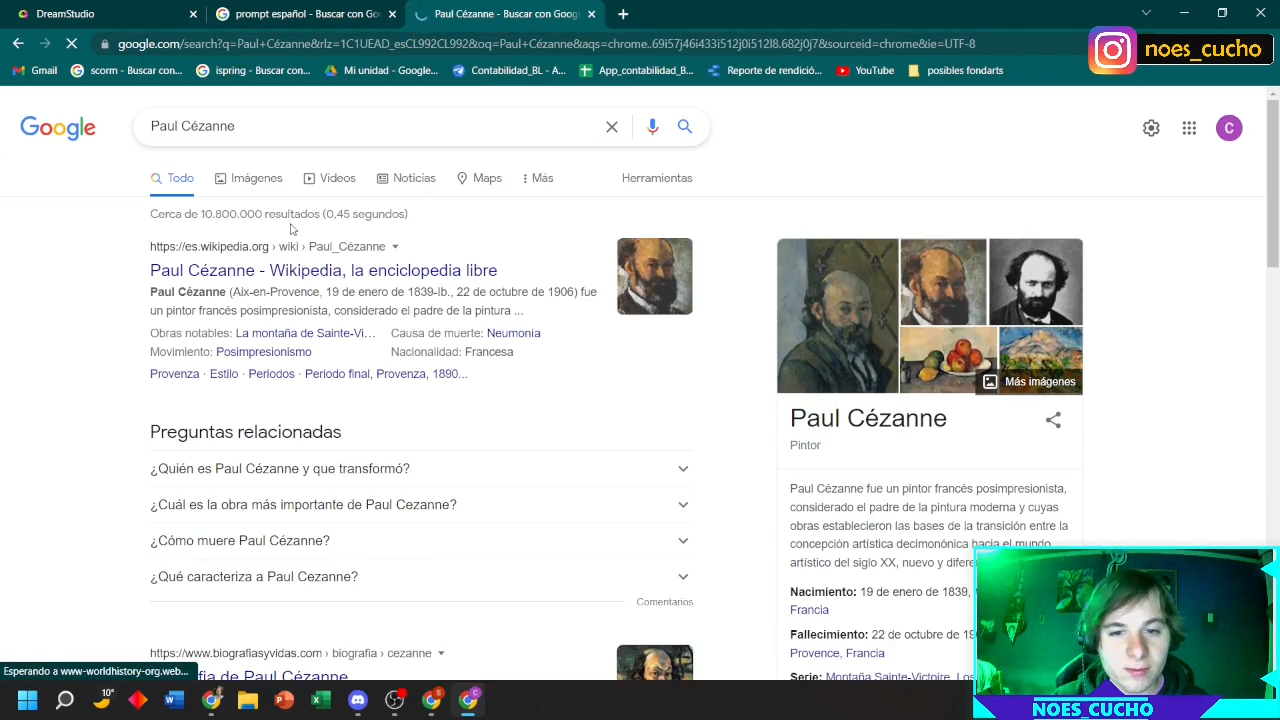 DreamStudio
prompt español - Buscar con Goo
Paul Cézanne - Buscar con Goog
google.com/search?q=Paul+Cézanne&rlz=1C1UEAD_esCL992CL992&oq=Paul+Cézanne&aqs=chrome..69i57j46i433i512j0i512l8.682j0j7&sourceid=chrome&ie=UTF-8
noes_cucho
Gmail
scorm - Buscar con...
ispring - Buscar con...
Mi unidad - Google...
Contabilidad_BL - A...
App_contabilidad_B...
Reporte de rendició...
YouTube
posibles fondarts
Google
Paul Cézanne
C
Todo
Imágenes
Videos
Noticias
Maps
Más
Herramientas
Cerca de 10.800.000 resultados (0,45 segundos)
https://es.wikipedia.org › wiki › Paul_Cézanne
Paul Cézanne - Wikipedia, la enciclopedia libre
Paul Cézanne (Aix-en-Provence, 19 de enero de 1839-Ib., 22 de octubre de 1906) fue
un pintor francés posimpresionista, considerado el padre de la pintura ...
Obras notables: La montaña de Sainte-Vi...
Causa de muerte: Neumonía
Movimiento: Posimpresionismo
Nacionalidad: Francesa
Provenza · Estilo · Periodos · Periodo final, Provenza, 1890...
Preguntas relacionadas
¿Quién es Paul Cézanne y que transformó?
¿Cuál es la obra más importante de Paul Cezanne?
¿Cómo muere Paul Cézanne?
¿Qué caracteriza a Paul Cezanne?
Comentarios
https://www.biografiasyvidas.com › biografia › cezanne
fia de Paul Cézanne
Más imágenes
Paul Cézanne
Pintor
Paul Cézanne fue un pintor francés posimpresionista,
considerado el padre de la pintura moderna y cuyas
obras establecieron las bases de la transición entre la
concepción artística decimonónica hacia el mundo
artístico del siglo XX, nuevo y difere
Nacimiento: 19 de enero de 1839,
Francia
Fallecimiento: 22 de octubre de 19
Provence, Francia
Serie: Montaña Sainte-Victoire, Los
Esperando a www-worldhistory-org.web...
10°
NOES_CUCHO